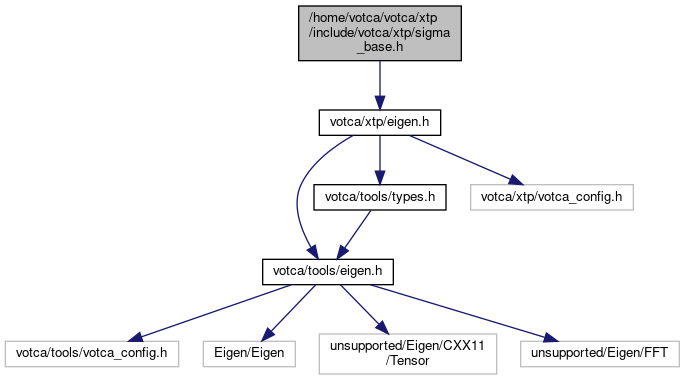 /home/votca/votca/xtp
/include/votca/xtp/sigma
_base.h
votca/xtp/eigen.h
votca/tools/types.h
votca/xtp/votca_config.h
votca/tools/eigen.h
votca/tools/votca_config.h
Eigen/Eigen
unsupported/Eigen/CXX11
/Tensor
unsupported/Eigen/FFT